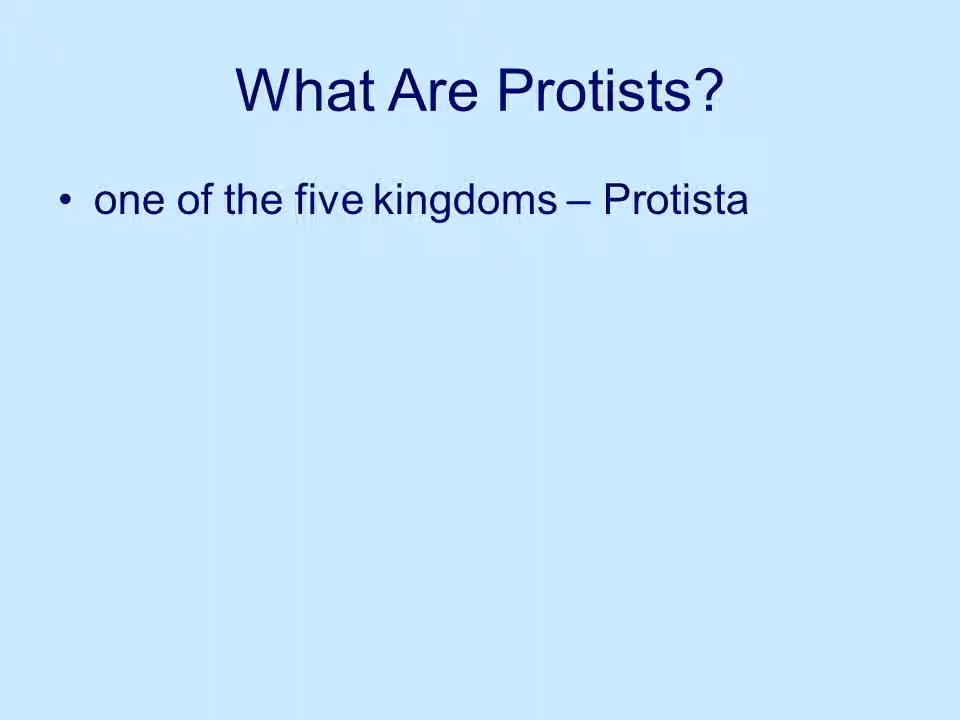 What Are Protists?
• one of the five kingdoms – Protista